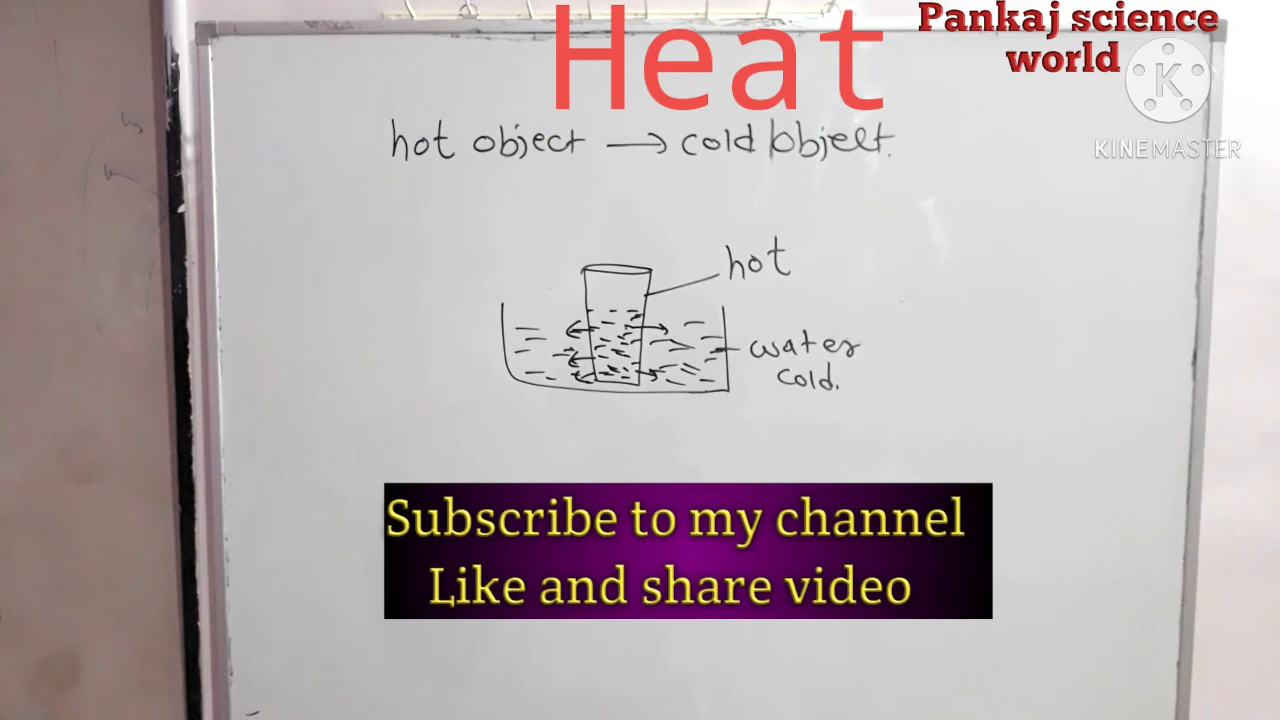 Heat
Pankaj science
world
KINEMASTER
hot object → cold object.
hot
water
cold.
Subscribe to my channel
Like and share video